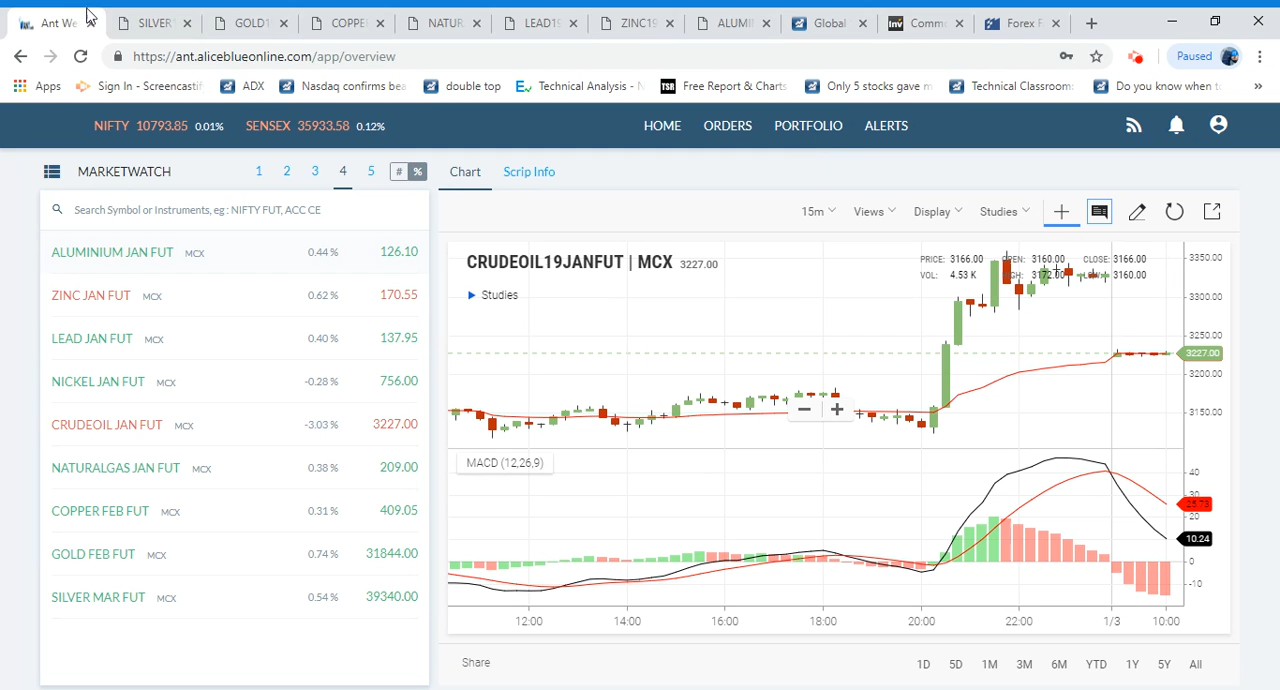 Ant We SILVER GOLD1 COPPE NATUR LEAD19 ZINC19 ALUMI Global Comm Forex F
https://ant.aliceblueonline.com/app/overview Paused
Apps Sign In - Screencastif ADX Nasdaq confirms bea double top Technical Analysis - N TSR Free Report & Charts Only 5 stocks gave m Technical Classroom: Do you know when t »
NIFTY 10793.85 0.01% SENSEX 35933.58 0.12% HOME ORDERS PORTFOLIO ALERTS
MARKETWATCH 1 2 3 4 5 # % Chart Scrip Info
Search Symbol or Instruments, eg : NIFTY FUT, ACC CE
15m Views Display Studies
ALUMINIUM JAN FUT MCX 0.44 % 126.10
ZINC JAN FUT MCX 0.62 % 170.55
LEAD JAN FUT MCX 0.40 % 137.95
NICKEL JAN FUT MCX -0.28 % 756.00
CRUDEOIL JAN FUT MCX -3.03 % 3227.00
NATURALGAS JAN FUT MCX 0.38 % 209.00
COPPER FEB FUT MCX 0.31 % 409.05
GOLD FEB FUT MCX 0.74 % 31844.00
SILVER MAR FUT MCX 0.54 % 39340.00
CRUDEOIL19JANFUT | MCX 3227.00
PRICE: 3166.00 OPEN: 3160.00 CLOSE: 3166.00
VOL: 4.53 K 3172.00 3160.00
Studies
3350.00
3300.00
3250.00
3227.00
3200.00
3150.00
MACD (12,26,9)
40
30
20
10.24
0
-10
12:00 14:00 16:00 18:00 20:00 22:00 1/3 10:00
Share 1D 5D 1M 3M 6M YTD 1Y 5Y All